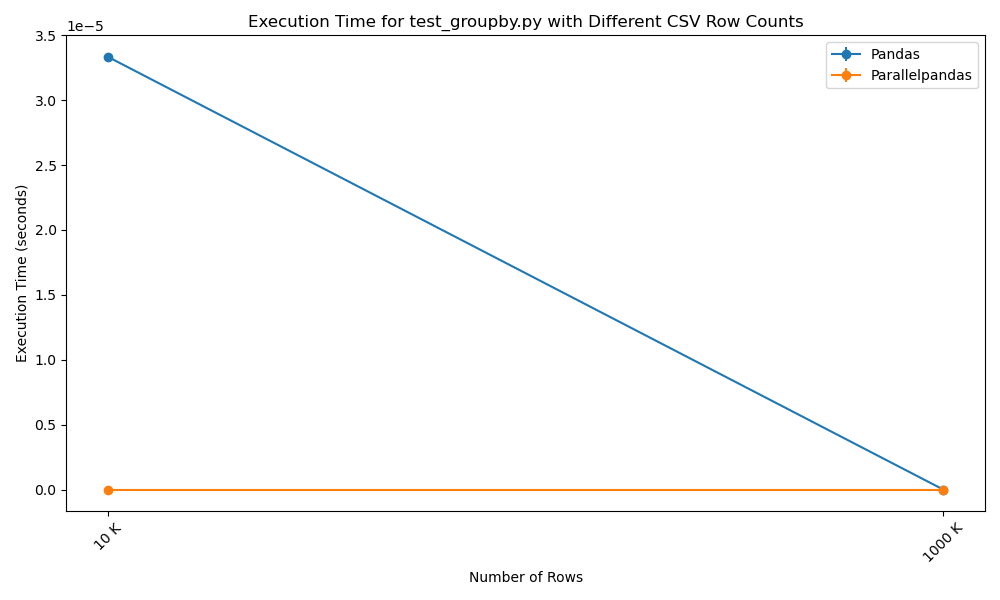 Execution Time for test_groupby.py with Different CSV Row Counts
1e−5
3.5
3.0
2.5
2.0
1.5
1.0
0.5
0.0
Execution Time (seconds)
Pandas
Parallelpandas
10 K
1000 K
Number of Rows